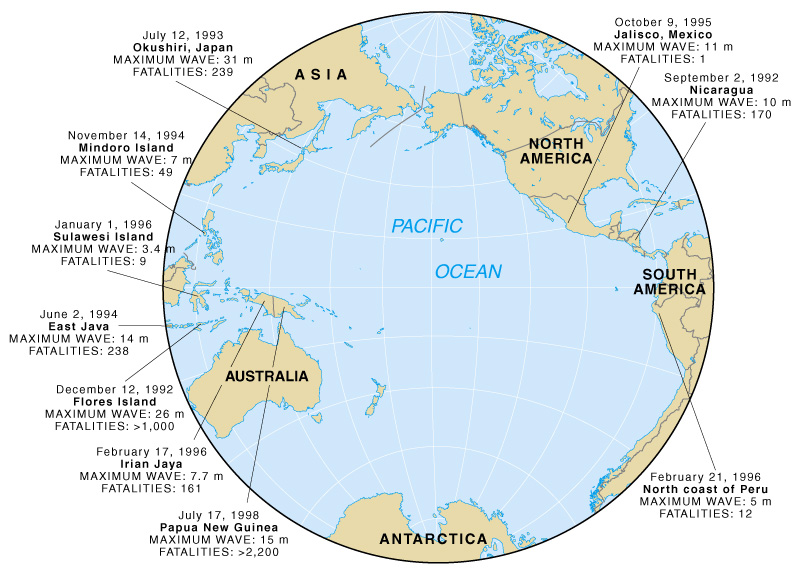 July 12, 1993
Okushiri, Japan
MAXIMUM WAVE: 31 m
FATALITIES: 239
November 14, 1994
Mindoro Island
MAXIMUM WAVE: 7 m
FATALITIES: 49
January 1, 1996
Sulawesi Island
MAXIMUM WAVE: 3.4 m
FATALITIES: 9
June 2, 1994
East Java
MAXIMUM WAVE: 14 m
FATALITIES: 238
December 12, 1992
Flores Island
MAXIMUM WAVE: 26 m
FATALITIES: >1,000
February 17, 1996
Irian Jaya
MAXIMUM WAVE: 7.7 m
FATALITIES: 161
July 17, 1998
Papua New Guinea
MAXIMUM WAVE: 15 m
FATALITIES: >2,200
ASIA
NORTH
AMERICA
PACIFIC
OCEAN
SOUTH
AMERICA
AUSTRALIA
ANTARCTICA
October 9, 1995
Jalisco, Mexico
MAXIMUM WAVE: 11 m
FATALITIES: 1
September 2, 1992
Nicaragua
MAXIMUM WAVE: 10 m
FATALITIES: 170
February 21, 1996
North coast of Peru
MAXIMUM WAVE: 5 m
FATALITIES: 12